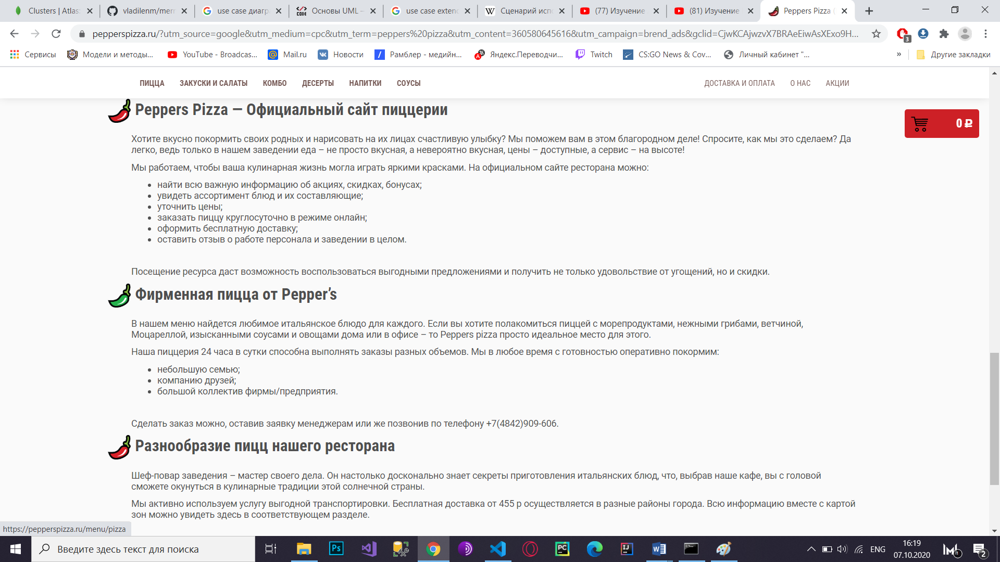 Clusters | Atlas:
vladilenm/mern
use case диагр
Основы UML –
use case extend
Сценарий испо
(77) Изучение
(81) Изучение
Peppers Pizza (
pepperspizza.ru/?utm_source=google&utm_medium=cpc&utm_term=peppers%20pizza&utm_content=360580645616&utm_campaign=brend_ads&gclid=CjwKCAjwzvX7BRAeEiwAsXExo9H...
3
Сервисы
Модели и методы...
YouTube - Broadcas...
Mail.ru
Новости
Рамблер - медийн...
Яндекс.Переводчи...
Twitch
CS:GO News & Cov...
Личный кабинет "...
»
Другие закладки
ПИЦЦА ЗАКУСКИ И САЛАТЫ КОМБО ДЕСЕРТЫ НАПИТКИ СОУСЫ ДОСТАВКА И ОПЛАТА О НАС АКЦИИ
Peppers Pizza — Официальный сайт пиццерии
0 ₽
Хотите вкусно покормить своих родных и нарисовать на их лицах счастливую улыбку? Мы поможем вам в этом благородном деле! Спросите, как мы это сделаем? Да
легко, ведь только в нашем заведении еда – не просто вкусная, а невероятно вкусная, цены – доступные, а сервис – на высоте!
Мы работаем, чтобы ваша кулинарная жизнь могла играть яркими красками. На официальном сайте ресторана можно:
• найти всю важную информацию об акциях, скидках, бонусах;
• увидеть ассортимент блюд и их составляющие;
• уточнить цены;
• заказать пиццу круглосуточно в режиме онлайн;
• оформить бесплатную доставку;
• оставить отзыв о работе персонала и заведении в целом.
Посещение ресурса даст возможность воспользоваться выгодными предложениями и получить не только удовольствие от угощений, но и скидки.
Фирменная пицца от Pepper’s
В нашем меню найдется любимое итальянское блюдо для каждого. Если вы хотите полакомиться пиццей с морепродуктами, нежными грибами, ветчиной,
Моцареллой, изысканными соусами и овощами дома или в офисе – то Peppers pizza просто идеальное место для этого.
Наша пиццерия 24 часа в сутки способна выполнять заказы разных объемов. Мы в любое время с готовностью оперативно покормим:
• небольшую семью;
• компанию друзей;
• большой коллектив фирмы/предприятия.
Сделать заказ можно, оставив заявку менеджерам или же позвонив по телефону +7(4842)909-606.
Разнообразие пицц нашего ресторана
Шеф-повар заведения – мастер своего дела. Он настолько досконально знает секреты приготовления итальянских блюд, что, выбрав наше кафе, вы с головой
сможете окунуться в кулинарные традиции этой солнечной страны.
Мы активно используем услугу выгодной транспортировки. Бесплатная доставка от 455 р осуществляется в разные районы города. Всю информацию вместе с картой
зон можно увидеть здесь в соответствующем разделе.
https://pepperspizza.ru/menu/pizza
Введите здесь текст для поиска
ENG
16:19
07.10.2020
2